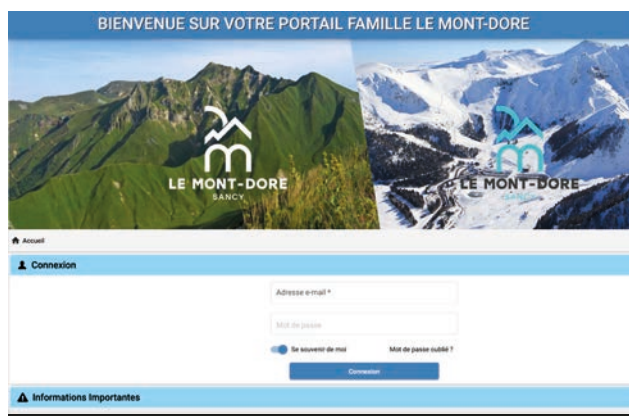 BIENVENUE SUR VOTRE PORTAIL FAMILLE LE MONT-DORE
LE MONT-DORE
SANCY
LE MONT-DORE
SANCY
Accueil
Connexion
Adresse e-mail *
Mot de passe
Se souvenir de moi
Mot de passe oublié ?
Connexion
Informations Importantes